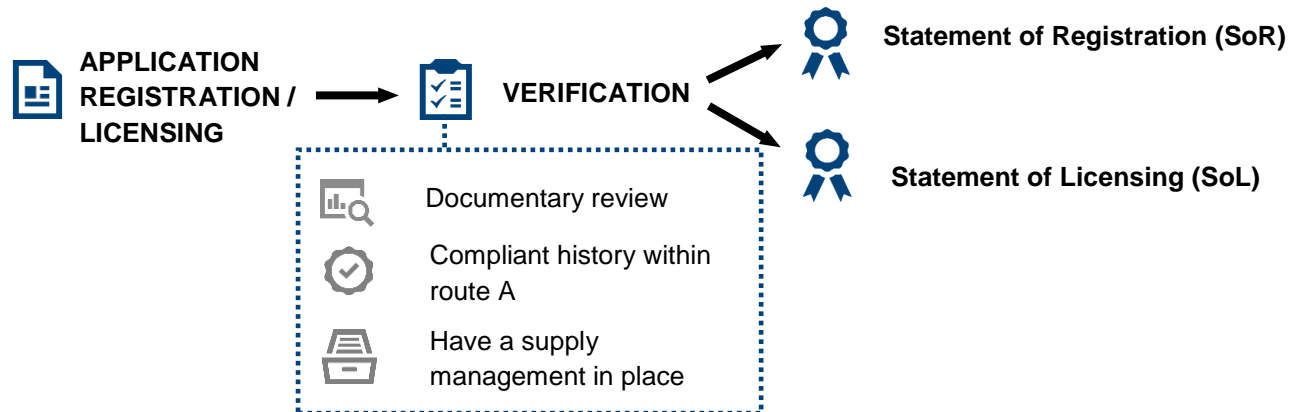 APPLICATION
REGISTRATION /
LICENSING
VERIFICATION
Statement of Registration (SoR)
Statement of Licensing (SoL)
Documentary review
Compliant history within
route A
Have a supply
management in place